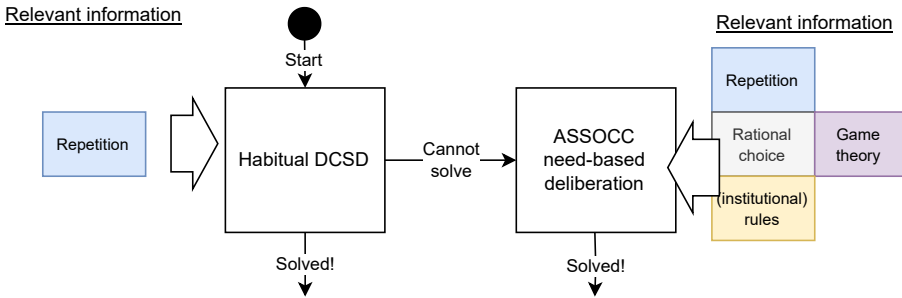 Relevant information
Relevant information
Start
Repetition
Habitual DCSD
Cannot
solve
ASSOCC
need-based
deliberation
Repetition
Rational
choice
Game
theory
(institutional)
rules
Solved!
Solved!